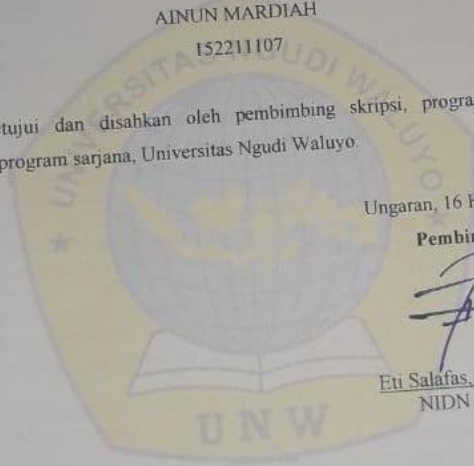 AINUN MARDIAH
152211107
UNIVERSITAS NGUDI WALUYO
tujui dan disahkan oleh pembimbing skripsi, progra
program sarjana, Universitas Ngudi Waluyo.
Ungaran, 16 F
Pembin
Eti Salafas,
NIDN
UNW